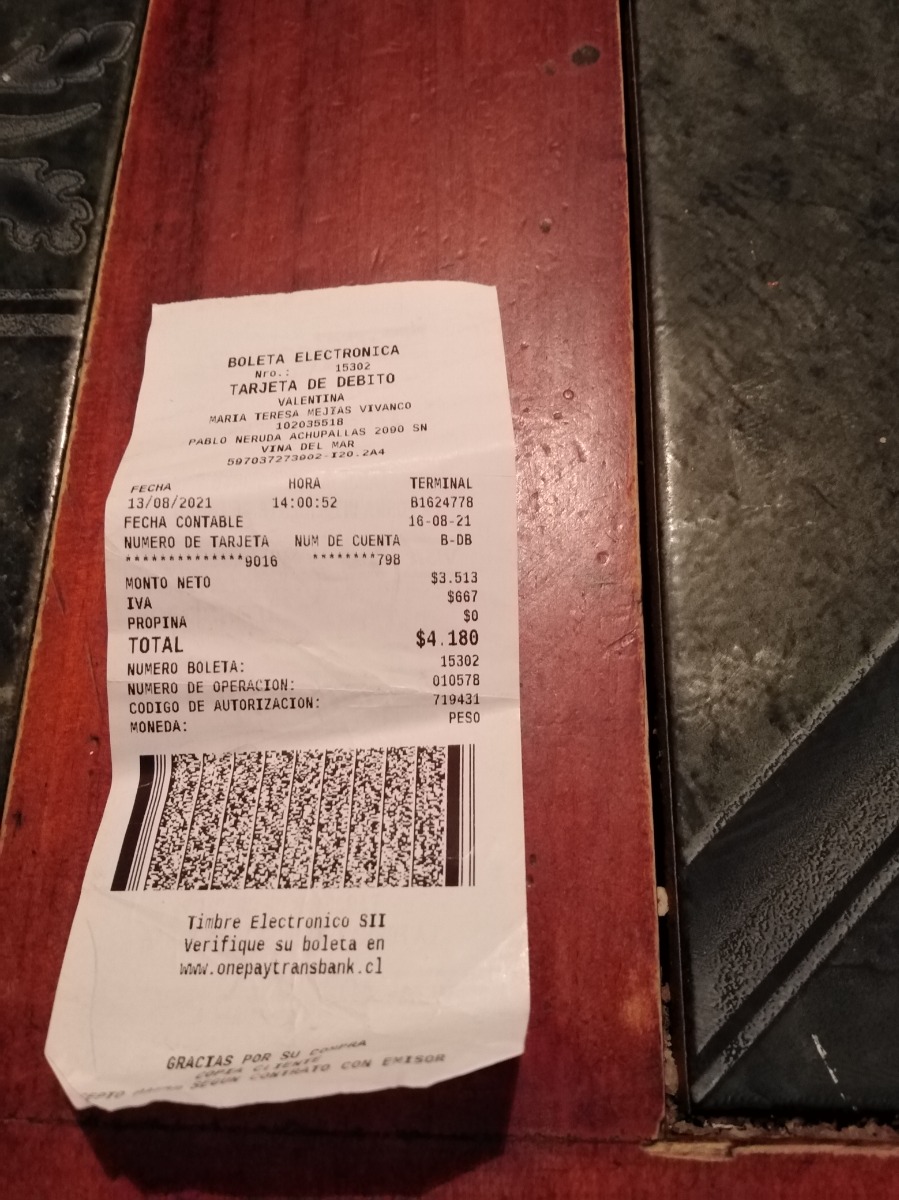 BOLETA ELECTRONICA
Nro.: 15302
TARJETA DE DEBITO
VALENTINA
MARIA TERESA MEJIAS VIVANCO
102035518
PABLO NERUDA ACHUPALLAS 2090 SN
VINA DEL MAR
597037273002-I20.2A4
FECHA HORA TERMINAL
13/08/2021 14:00:52 B1624778
FECHA CONTABLE 16-08-21
NUMERO DE TARJETA NUM DE CUENTA B-DB
**************9016 ********798
MONTO NETO $3.513
IVA $667
PROPINA $0
TOTAL $4.180
NUMERO BOLETA: 15302
NUMERO DE OPERACION: 010578
CODIGO DE AUTORIZACION: 719431
MONEDA: PESO
Timbre Electronico SII
Verifique su boleta en
www.onepaytransbank.cl
GRACIAS POR SU COMPRA
COPIA CLIENTE
SEGUN CONTRATO CON EMISOR